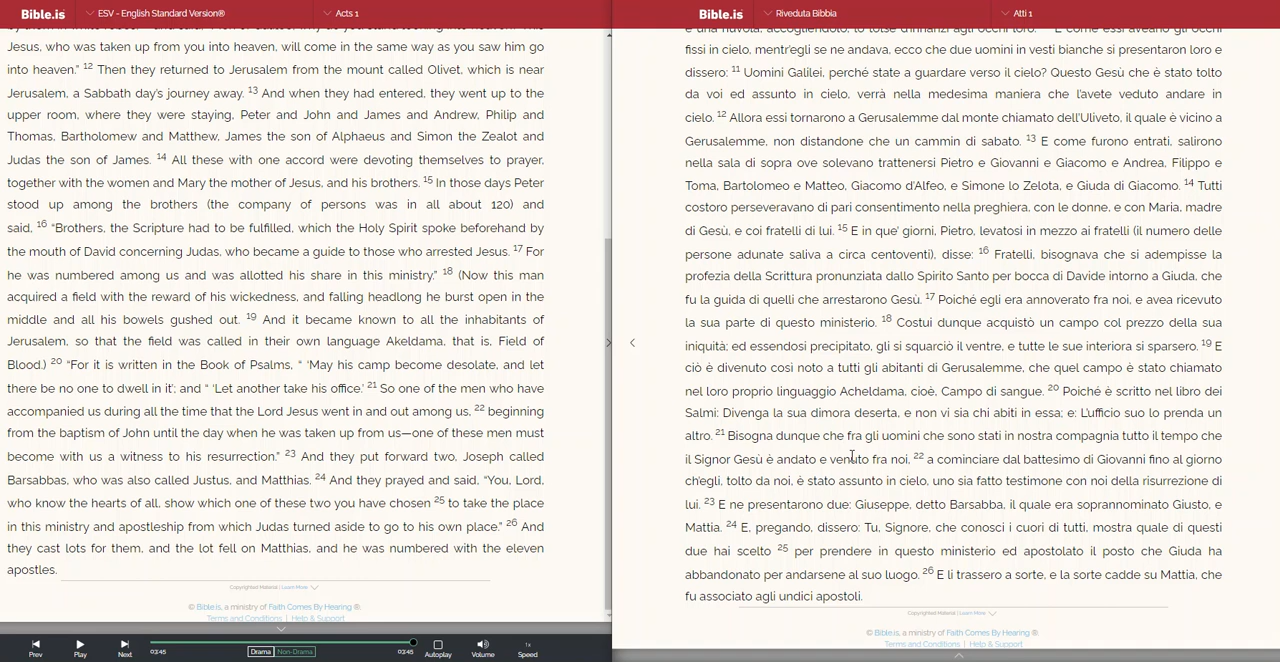 Bible.is
ESV - English Standard Version®
Acts 1
Jesus, who was taken up from you into heaven, will come in the same way as you saw him go
into heaven.” 12 Then they returned to Jerusalem from the mount called Olivet, which is near
Jerusalem, a Sabbath day’s journey away. 13 And when they had entered, they went up to the
upper room, where they were staying, Peter and John and James and Andrew, Philip and
Thomas, Bartholomew and Matthew, James the son of Alphaeus and Simon the Zealot and
Judas the son of James. 14 All these with one accord were devoting themselves to prayer,
together with the women and Mary the mother of Jesus, and his brothers. 15 In those days Peter
stood up among the brothers (the company of persons was in all about 120) and
said, 16 “Brothers, the Scripture had to be fulfilled, which the Holy Spirit spoke beforehand by
the mouth of David concerning Judas, who became a guide to those who arrested Jesus. 17 For
he was numbered among us and was allotted his share in this ministry.” 18 (Now this man
acquired a field with the reward of his wickedness, and falling headlong he burst open in the
middle and all his bowels gushed out. 19 And it became known to all the inhabitants of
Jerusalem, so that the field was called in their own language Akeldama, that is, Field of
Blood.) 20 “For it is written in the Book of Psalms, “ ‘May his camp become desolate, and let
there be no one to dwell in it’; and “ ‘Let another take his office.’ 21 So one of the men who have
accompanied us during all the time that the Lord Jesus went in and out among us, 22 beginning
from the baptism of John until the day when he was taken up from us—one of these men must
become with us a witness to his resurrection.” 23 And they put forward two, Joseph called
Barsabbas, who was also called Justus, and Matthias. 24 And they prayed and said, “You, Lord,
who know the hearts of all, show which one of these two you have chosen 25 to take the place
in this ministry and apostleship from which Judas turned aside to go to his own place.” 26 And
they cast lots for them, and the lot fell on Matthias, and he was numbered with the eleven
apostles.
Copyrighted Material | Learn More
© Bible.is, a ministry of Faith Comes By Hearing ®.
Terms and Conditions | Help & Support
Prev
Play
Next
03:45
Drama
Non-Drama
03:45
Autoplay
Volume
1x
Speed
Bible.is
Riveduta Bibbia
Atti 1
e una nuvola, accogliendolo, lo tolse d’innanzi agli occhi loro. E come essi aveano gli occhi
fissi in cielo, mentr’egli se ne andava, ecco che due uomini in vesti bianche si presentaron loro e
dissero: 11 Uomini Galilei, perché state a guardare verso il cielo? Questo Gesù che è stato tolto
da voi ed assunto in cielo, verrà nella medesima maniera che l’avete veduto andare in
cielo. 12 Allora essi tornarono a Gerusalemme dal monte chiamato dell’Uliveto, il quale è vicino a
Gerusalemme, non distandone che un cammin di sabato. 13 E come furono entrati, salirono
nella sala di sopra ove solevano trattenersi Pietro e Giovanni e Giacomo e Andrea, Filippo e
Toma, Bartolomeo e Matteo, Giacomo d’Alfeo, e Simone lo Zelota, e Giuda di Giacomo. 14 Tutti
costoro perseveravano di pari consentimento nella preghiera, con le donne, e con Maria, madre
di Gesù, e coi fratelli di lui. 15 E in que’ giorni, Pietro, levatosi in mezzo ai fratelli (il numero delle
persone adunate saliva a circa centoventi), disse: 16 Fratelli, bisognava che si adempisse la
profezia della Scrittura pronunziata dallo Spirito Santo per bocca di Davide intorno a Giuda, che
fu la guida di quelli che arrestarono Gesù. 17 Poiché egli era annoverato fra noi, e avea ricevuto
la sua parte di questo ministerio. 18 Costui dunque acquistò un campo col prezzo della sua
iniquità; ed essendosi precipitato, gli si squarciò il ventre, e tutte le sue interiora si sparsero. 19 E
ciò è divenuto così noto a tutti gli abitanti di Gerusalemme, che quel campo è stato chiamato
nel loro proprio linguaggio Acheldama, cioè, Campo di sangue. 20 Poiché è scritto nel libro dei
Salmi: Divenga la sua dimora deserta, e non vi sia chi abiti in essa; e: L’ufficio suo lo prenda un
altro. 21 Bisogna dunque che fra gli uomini che sono stati in nostra compagnia tutto il tempo che
il Signor Gesù è andato e venuto fra noi, 22 a cominciare dal battesimo di Giovanni fino al giorno
ch’egli, tolto da noi, è stato assunto in cielo, uno sia fatto testimone con noi della risurrezione di
lui. 23 E ne presentarono due: Giuseppe, detto Barsabba, il quale era soprannominato Giusto, e
Mattia. 24 E, pregando, dissero: Tu, Signore, che conosci i cuori di tutti, mostra quale di questi
due hai scelto 25 per prendere in questo ministerio ed apostolato il posto che Giuda ha
abbandonato per andarsene al suo luogo. 26 E li trassero a sorte, e la sorte cadde su Mattia, che
fu associato agli undici apostoli.
Copyrighted Material | Learn More
© Bible.is, a ministry of Faith Comes By Hearing ®.
Terms and Conditions | Help & Support